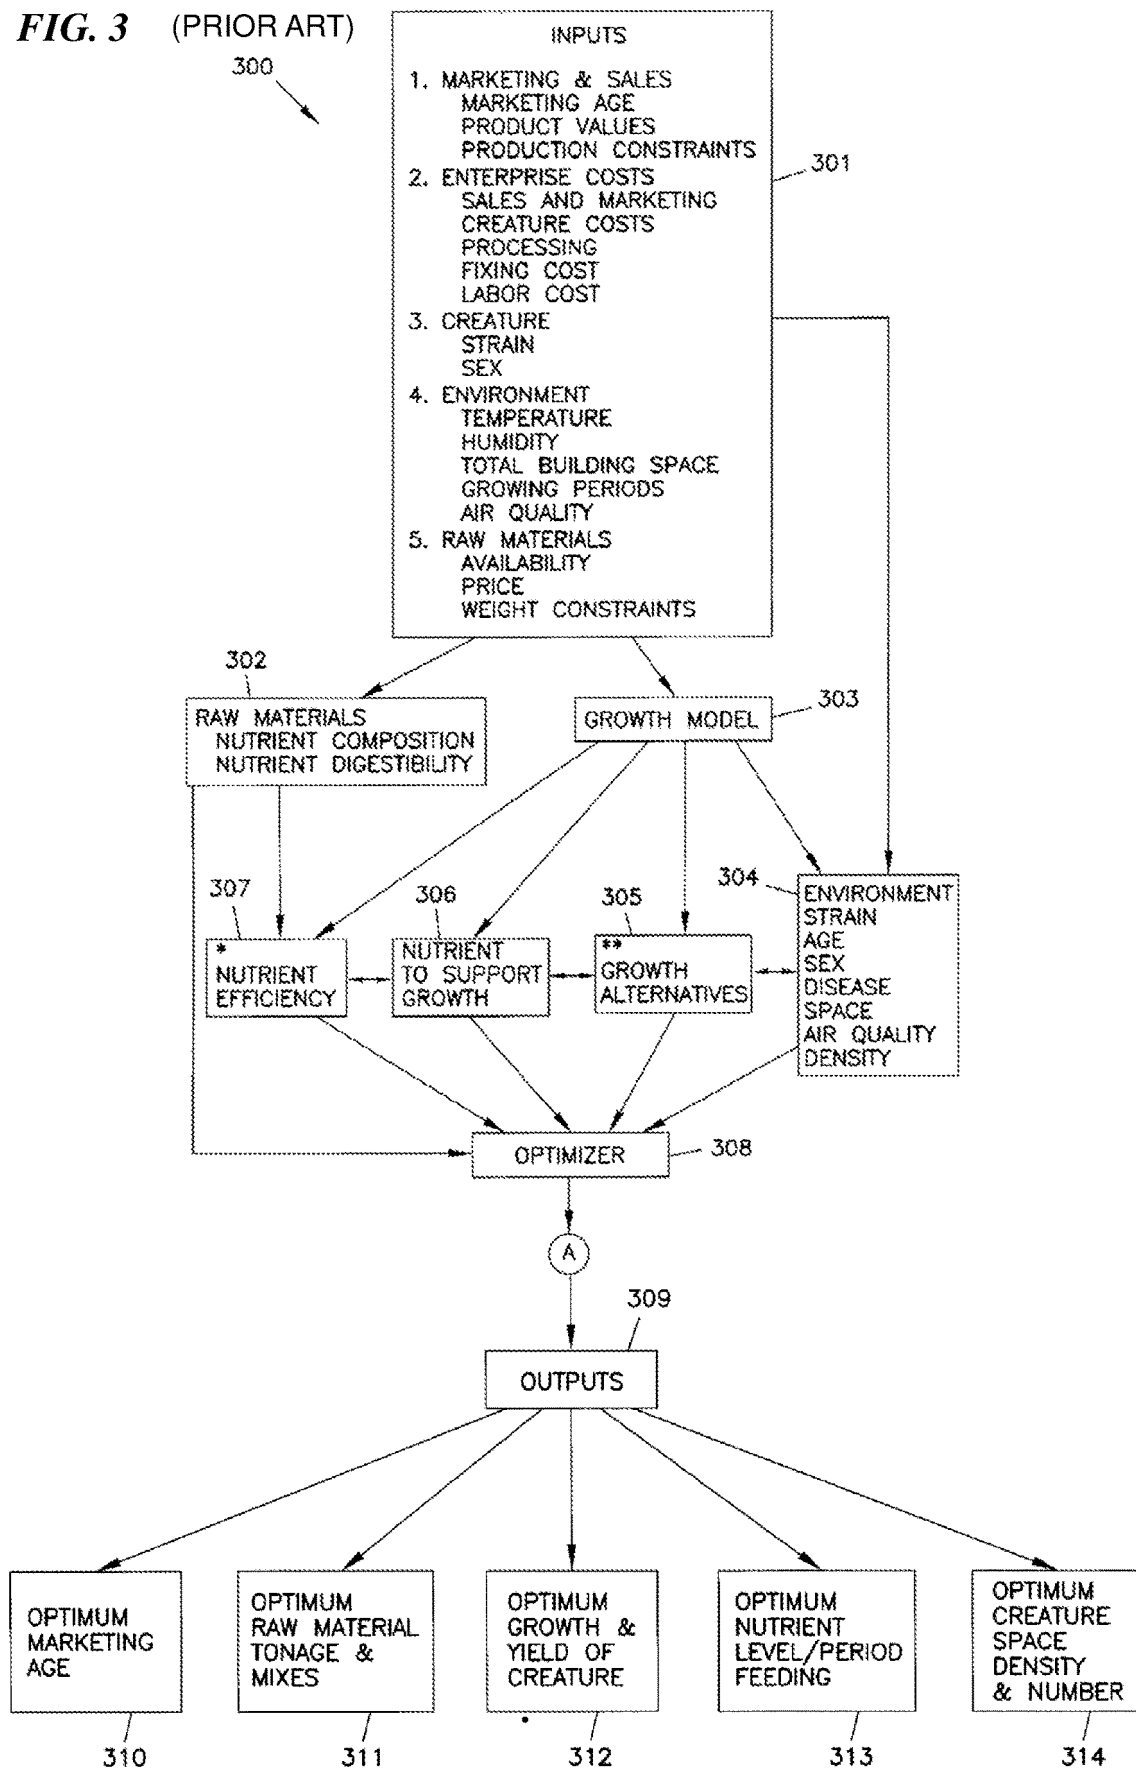 FIG. 3 (PRIOR ART)
300
INPUTS
1. MARKETING & SALES
MARKETING AGE
PRODUCT VALUES
PRODUCTION CONSTRAINTS
301
2. ENTERPRISE COSTS
SALES AND MARKETING
CREATURE COSTS
PROCESSING
FIXING COST
LABOR COST
3. CREATURE
STRAIN
SEX
4. ENVIRONMENT
TEMPERATURE
HUMIDITY
TOTAL BUILDING SPACE
GROWING PERIODS
AIR QUALITY
5. RAW MATERIALS
AVAILABILITY
PRICE
WEIGHT CONSTRAINTS
302
RAW MATERIALS
NUTRIENT COMPOSITION
NUTRIENT DIGESTIBILITY
303
GROWTH MODEL
307
*
NUTRIENT
EFFICIENCY
306
NUTRIENT
TO SUPPORT
GROWTH
305
**
GROWTH
ALTERNATIVES
304
ENVIRONMENT
STRAIN
AGE
SEX
DISEASE
SPACE
AIR QUALITY
DENSITY
OPTIMIZER
308
A
309
OUTPUTS
OPTIMUM
MARKETING
AGE
310
OPTIMUM
RAW MATERIAL
TONAGE &
MIXES
311
OPTIMUM
GROWTH &
YIELD OF
CREATURE
312
OPTIMUM
NUTRIENT
LEVEL/PERIOD
FEEDING
313
OPTIMUM
CREATURE
SPACE
DENSITY
& NUMBER
314